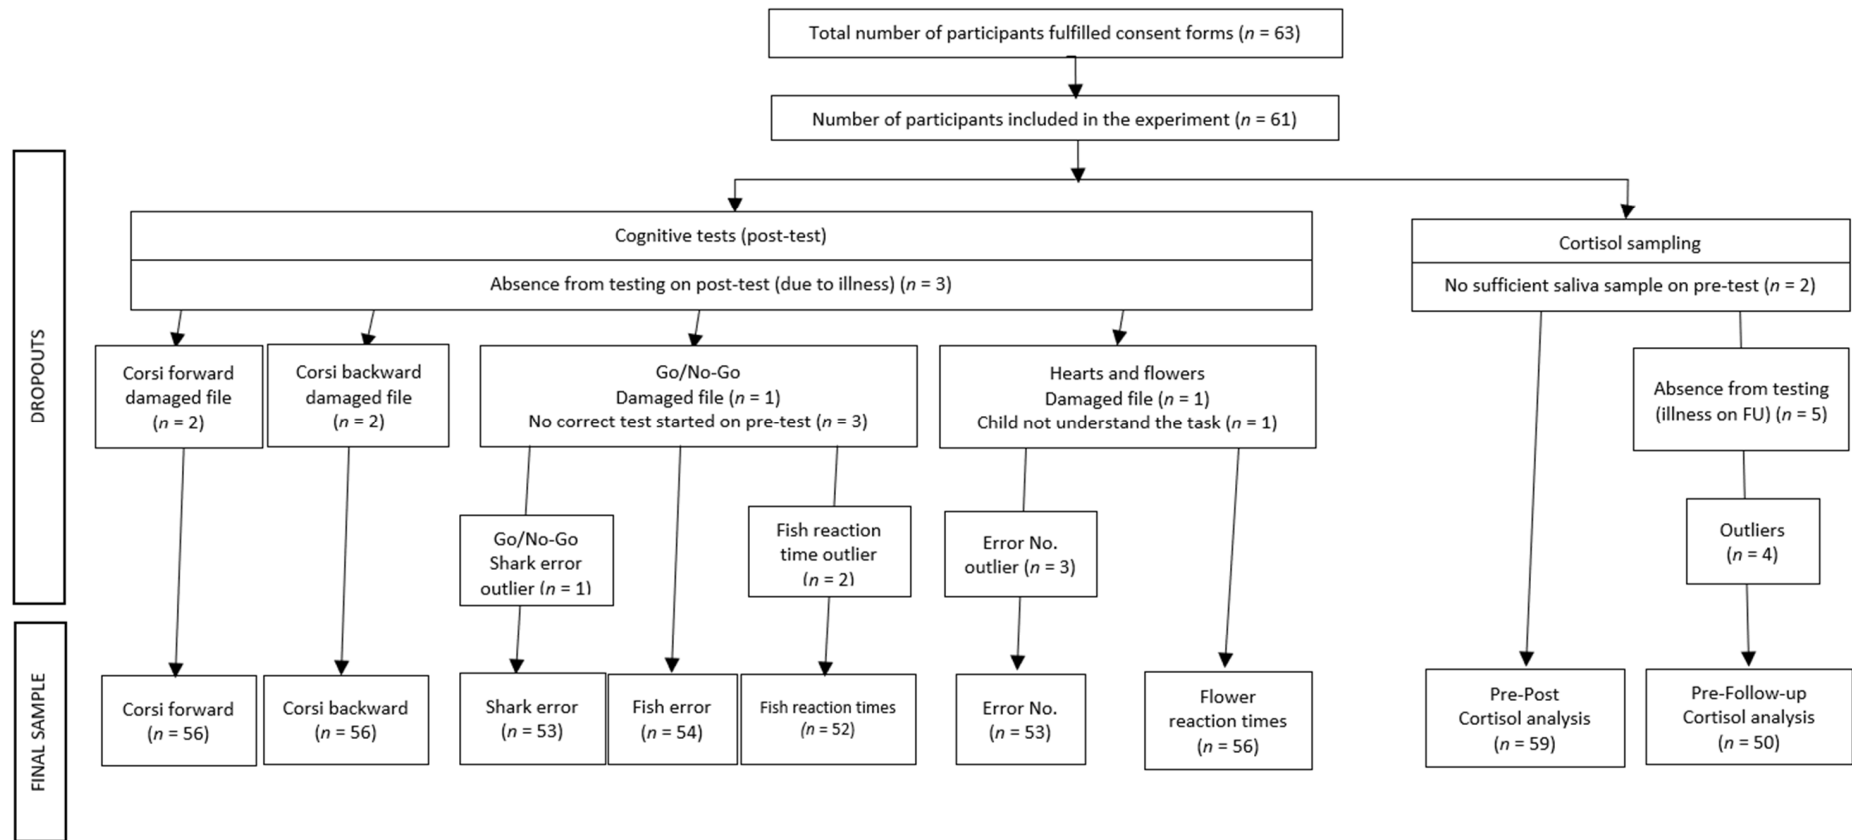 Total number of participants fulfilled consent forms (n = 63)
Number of participants included in the experiment (n = 61)
DROPOUTS
Cognitive tests (post-test)
Absence from testing on post-test (due to illness) (n = 3)
Cortisol sampling
No sufficient saliva sample on pre-test (n = 2)
Corsi forward
damaged file
(n = 2)
Corsi backward
damaged file
(n = 2)
Go/No-Go
Damaged file (n = 1)
No correct test started on pre-test (n = 3)
Hearts and flowers
Damaged file (n = 1)
Child not understand the task (n = 1)
Absence from testing
(illness on FU) (n = 5)
Go/No-Go
Shark error
outlier (n = 1)
Fish reaction
time outlier
(n = 2)
Error No.
outlier (n = 3)
Outliers
(n = 4)
FINAL SAMPLE
Corsi forward
(n = 56)
Corsi backward
(n = 56)
Shark error
(n = 53)
Fish error
(n = 54)
Fish reaction times
(n = 52)
Error No.
(n = 53)
Flower
reaction times
(n = 56)
Pre-Post
Cortisol analysis
(n = 59)
Pre-Follow-up
Cortisol analysis
(n = 50)